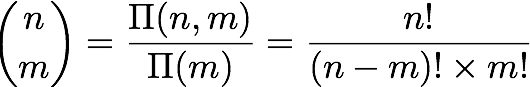 (n m) = Π(n, m) / Π(m) = n! / ((n − m)! × m!)